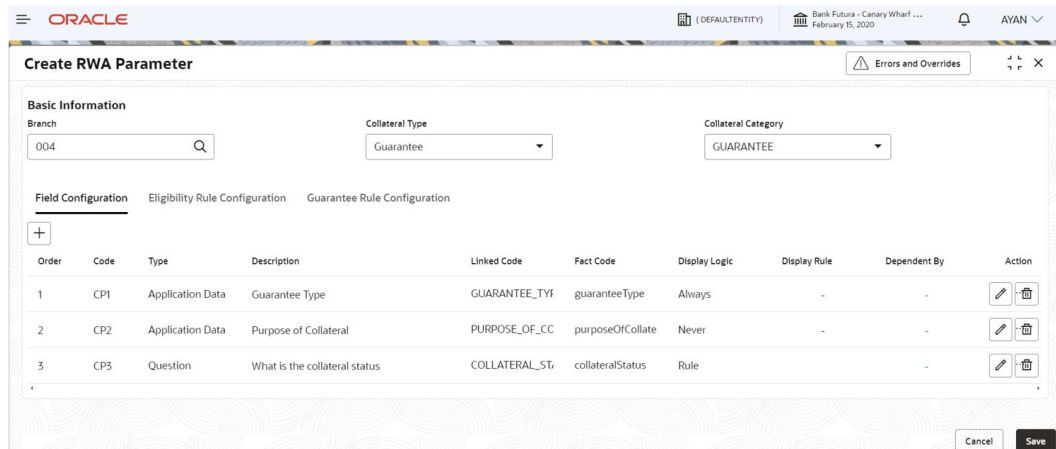 ORACLE
( DEFAULTENTITY)
Bank Futura - Canary Wharf ...
February 15, 2020
AYAN
Create RWA Parameter
Errors and Overrides
Basic Information
Branch Collateral Type Collateral Category
004 Guarantee GUARANTEE
Field Configuration Eligibility Rule Configuration Guarantee Rule Configuration
Order Code Type Description Linked Code Fact Code Display Logic Display Rule Dependent By Action
1 CP1 Application Data Guarantee Type GUARANTEE_TYF guaranteeType Always - -
2 CP2 Application Data Purpose of Collateral PURPOSE_OF_CC purposeOfCollate Never - -
3 CP3 Question What is the collateral status COLLATERAL_ST/ collateralStatus Rule -
Cancel Save